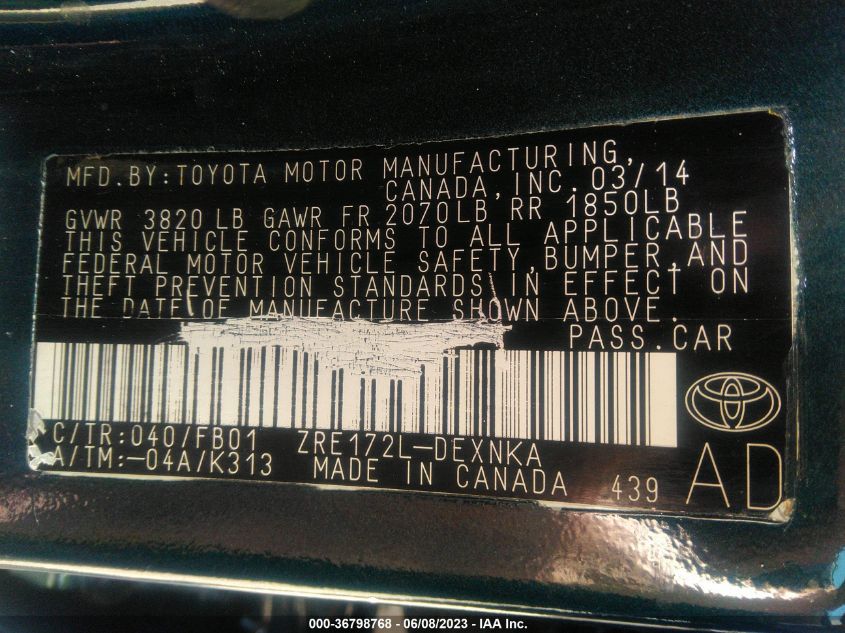 MFD.BY:TOYOTA MOTOR MANUFACTURING,
CANADA,INC. 03/14
GVWR 3820 LB GAWR FR 2070LB, RR 1850LB
THIS VEHICLE CONFORMS TO ALL APPLICABLE
FEDERAL MOTOR VEHICLE SAFETY,BUMPER,AND
THEFT PREVENTION STANDARDS IN EFFECT ON
THE DATE OF MANUFACTURE SHOWN ABOVE.
PASS.CAR
C/TR:040/FB01 ZRE172L-DEXNKA
A/TM:-04A/K313 MADE IN CANADA 439 AD
000-36798768 - 06/08/2023 - IAA Inc.